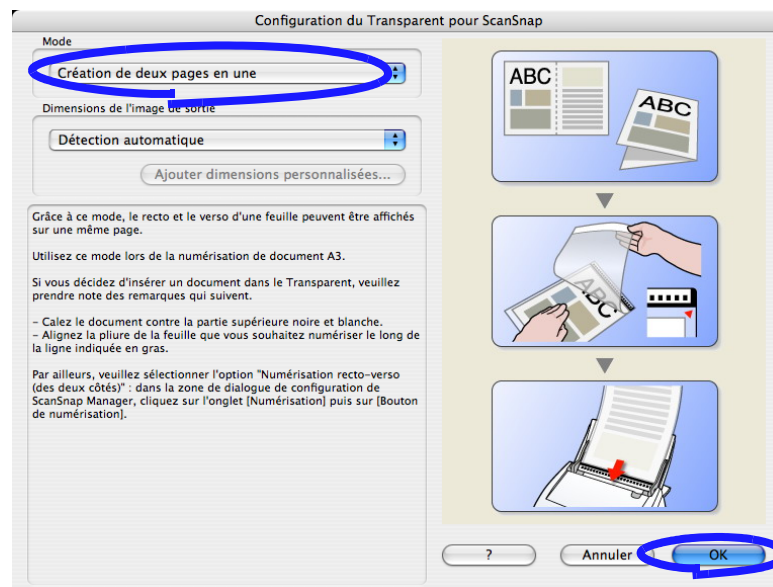 Configuration du Transparent pour ScanSnap
Mode
Création de deux pages en une
Dimensions de l'image de sortie
Détection automatique
Ajouter dimensions personnalisées...
Grâce à ce mode, le recto et le verso d'une feuille peuvent être affichés
sur une même page.
Utilisez ce mode lors de la numérisation de document A3.
Si vous décidez d'insérer un document dans le Transparent, veuillez
prendre note des remarques qui suivent.
– Calez le document contre la partie supérieure noire et blanche.
– Alignez la pliure de la feuille que vous souhaitez numériser le long de
la ligne indiquée en gras.
Par ailleurs, veuillez sélectionner l'option "Numérisation recto-verso
(des deux côtés)" : dans la zone de dialogue de configuration de
ScanSnap Manager, cliquez sur l'onglet [Numérisation] puis sur [Bouton
de numérisation].
ABC
ABC
ABC
?
Annuler
OK